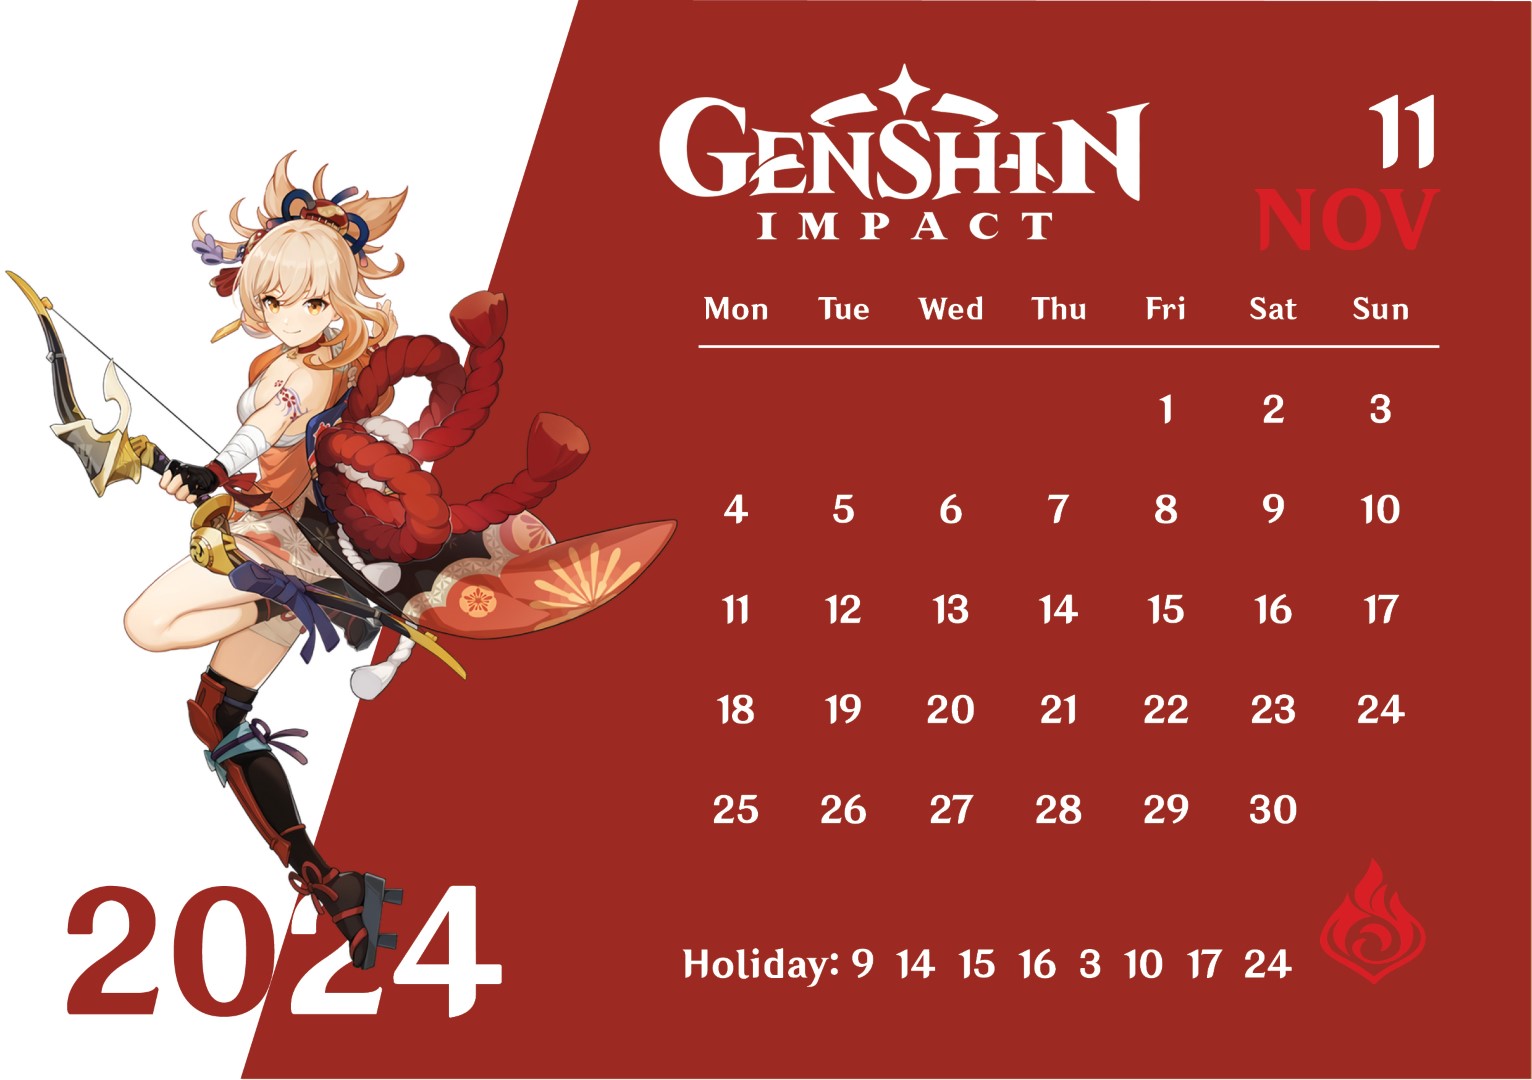 GENSHIN
IMPACT
11
NOV
Mon Tue Wed Thu Fri Sat Sun
1 2 3
4 5 6 7 8 9 10
11 12 13 14 15 16 17
18 19 20 21 22 23 24
25 26 27 28 29 30
2024
Holiday: 9 14 15 16 3 10 17 24